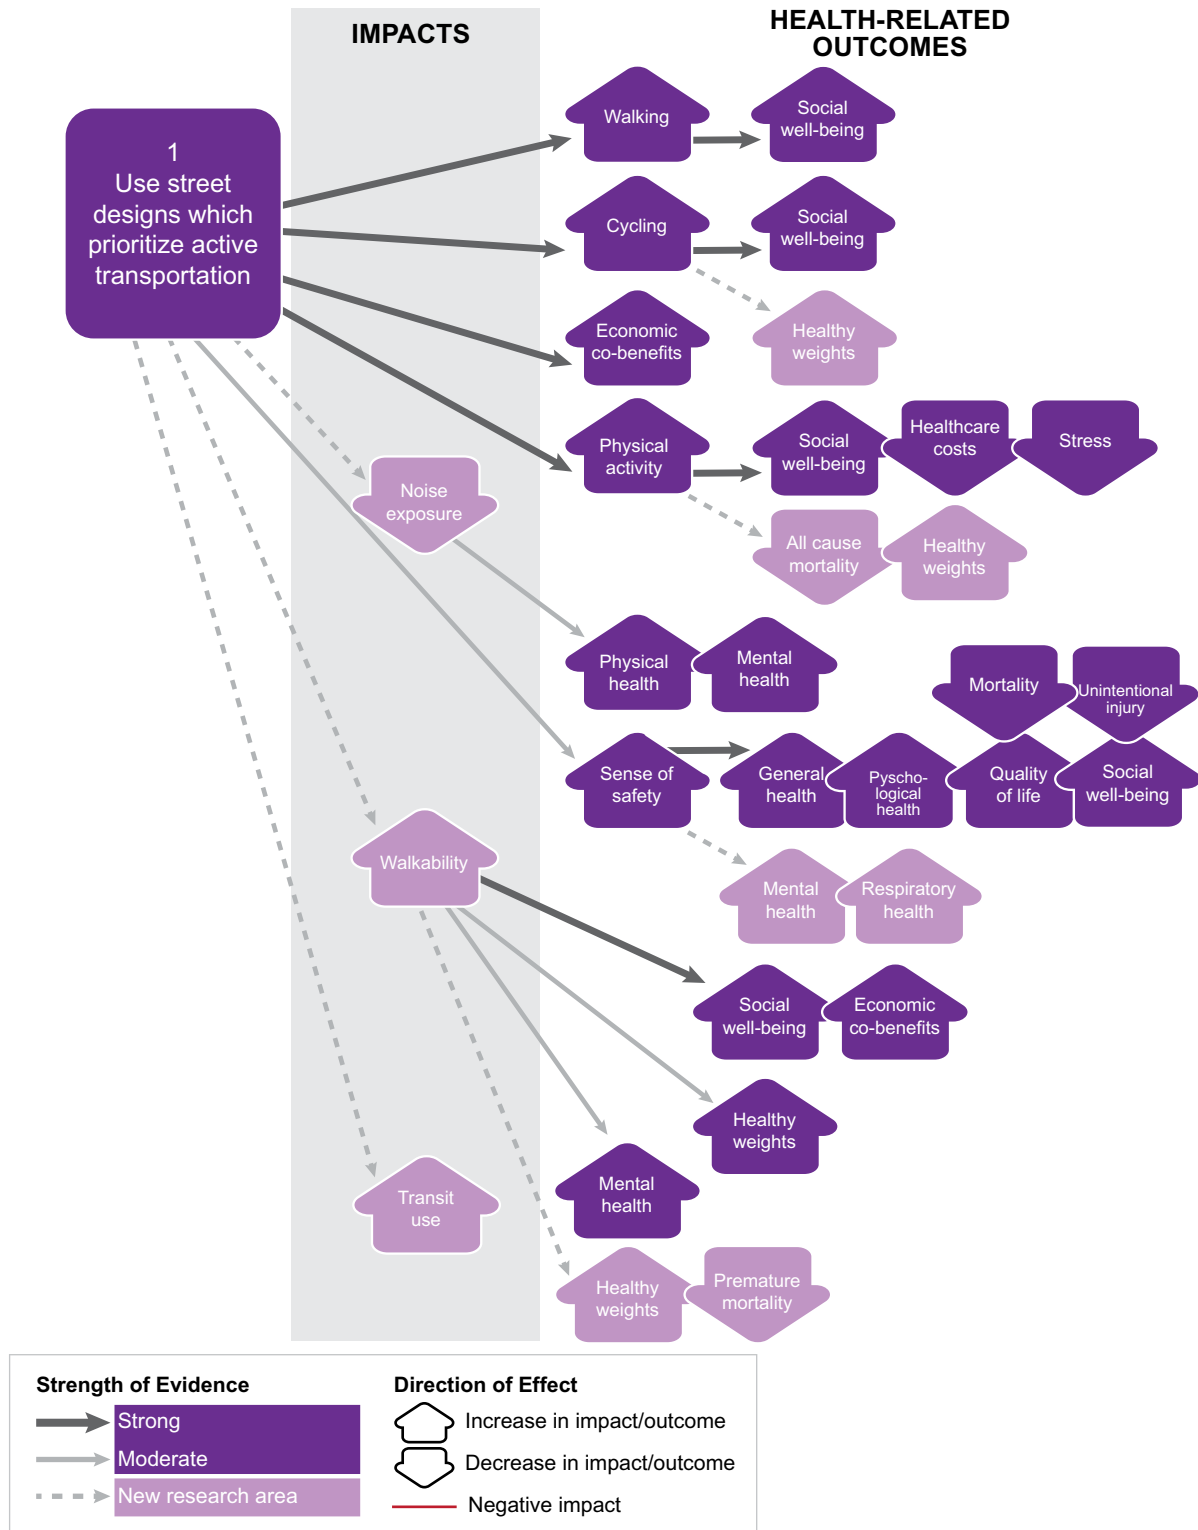 IMPACTS
HEALTH-RELATED
OUTCOMES
1
Use street
designs which
prioritize active
transportation
Walking
Social
well-being
Cycling
Social
well-being
Economic
co-benefits
Healthy
weights
Physical
activity
Social
well-being
Healthcare
costs
Stress
Noise
exposure
All cause
mortality
Healthy
weights
Physical
health
Mental
health
Mortality
Unintentional
injury
Sense of
safety
General
health
Pyscho-
logical
health
Quality
of life
Social
well-being
Walkability
Mental
health
Respiratory
health
Social
well-being
Economic
co-benefits
Healthy
weights
Mental
health
Transit
use
Healthy
weights
Premature
mortality
Strength of Evidence
Strong
Moderate
New research area
Direction of Effect
Increase in impact/outcome
Decrease in impact/outcome
Negative impact